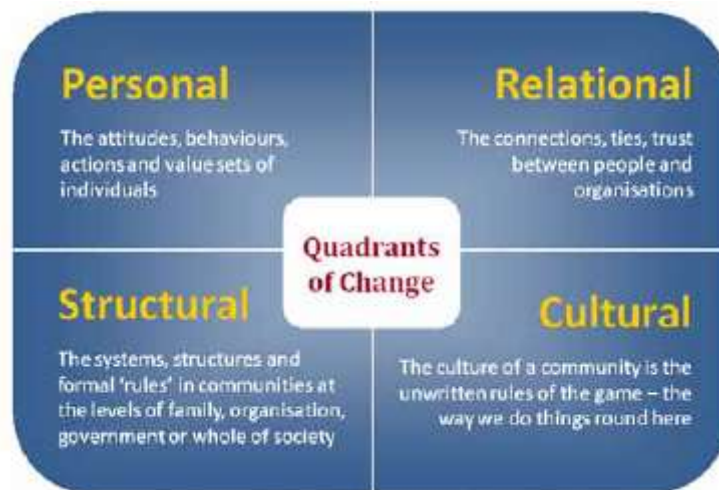 Personal
The attitudes, behaviours,
actions and value sets of
individuals
Relational
The connections, ties, trust
between people and
organisations
Quadrants
of Change
Structural
The systems, structures and
formal 'rules' in communities at
the levels of family, organisation,
government or whole of society
Cultural
The culture of a community is the
unwritten rules of the game – the
way we do things round here